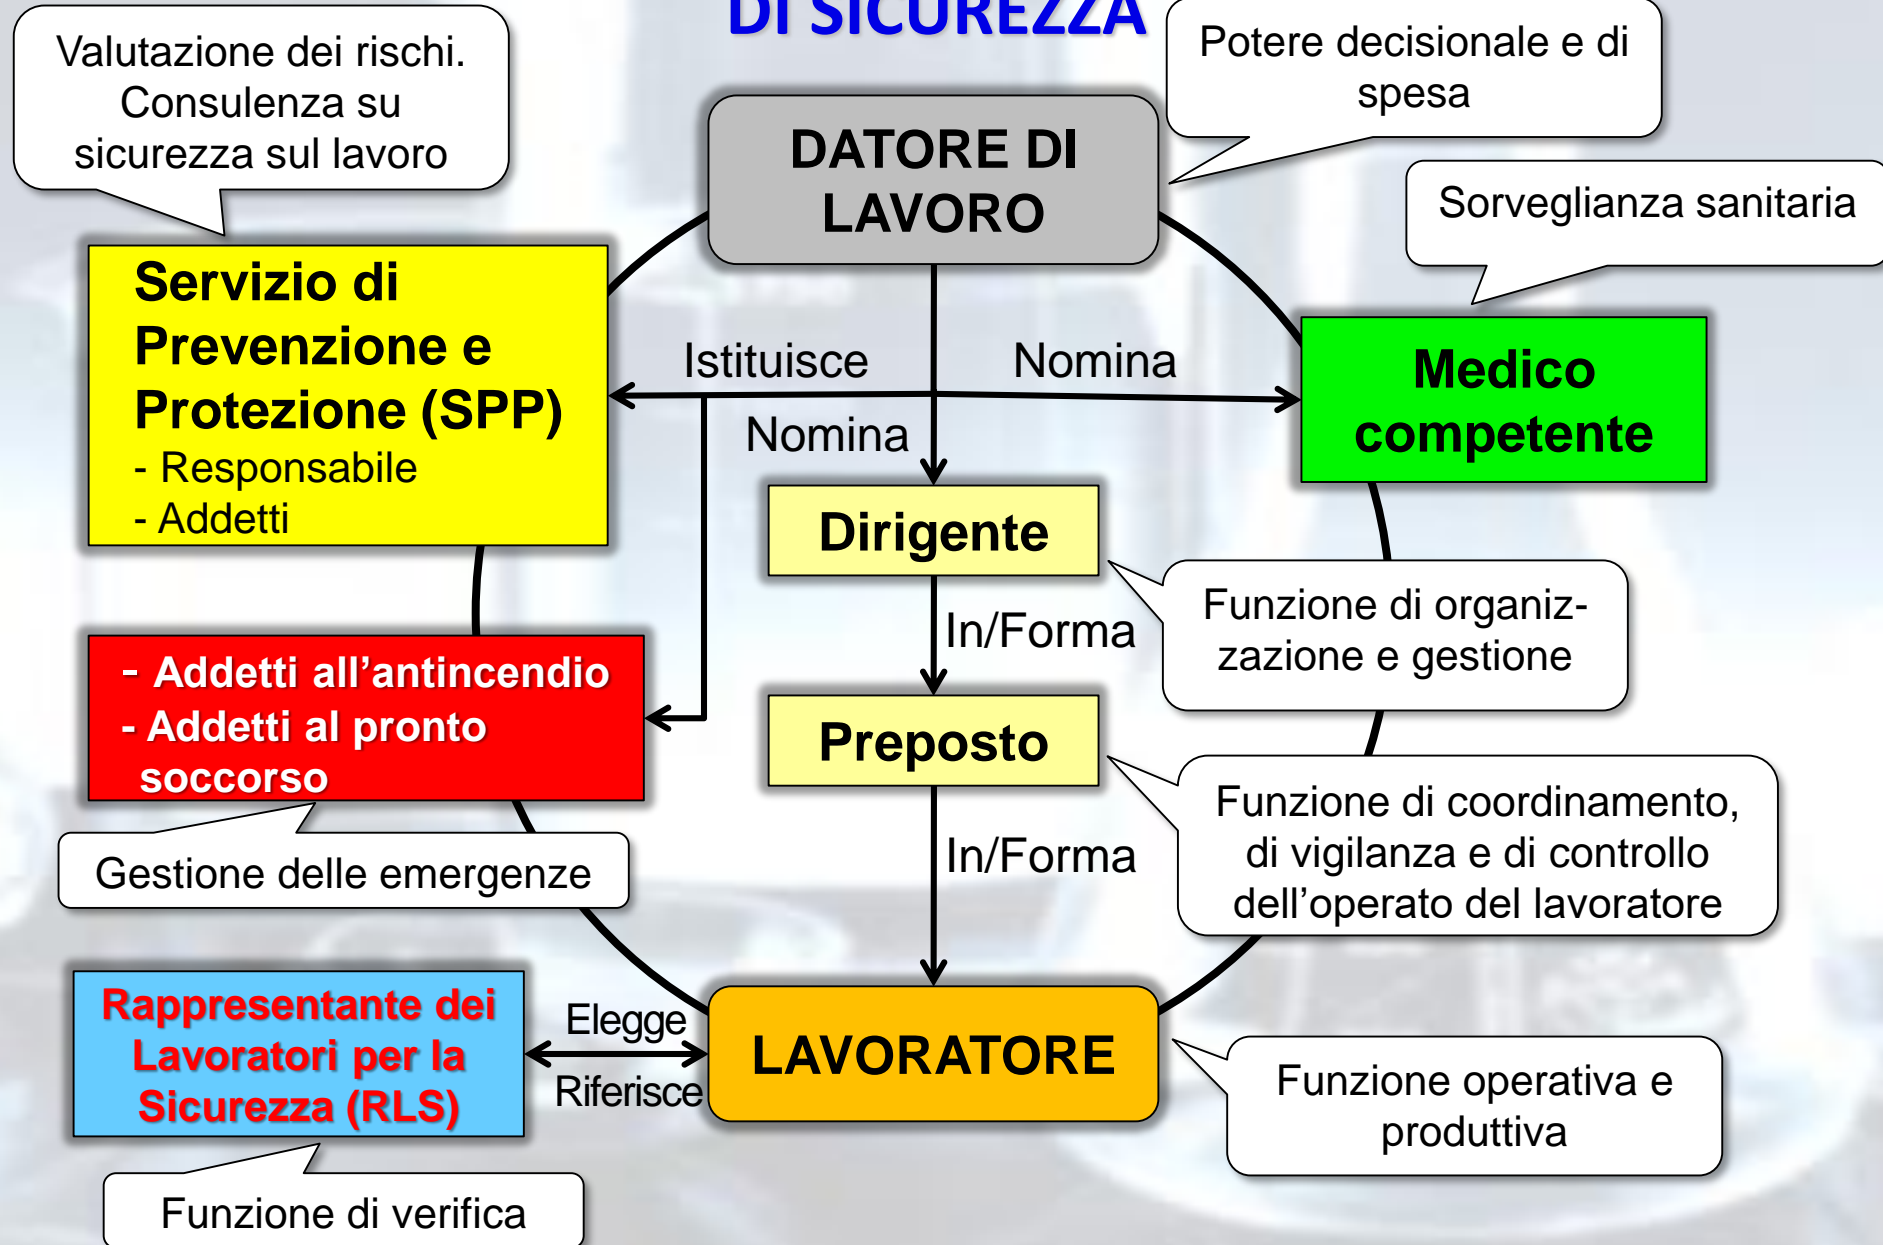 DI SICUREZZA
Valutazione dei rischi.
Consulenza su
sicurezza sul lavoro
Potere decisionale e di
spesa
DATORE DI
LAVORO
Sorveglianza sanitaria
Servizio di
Prevenzione e
Protezione (SPP)
- Responsabile
- Addetti
Istituisce
Nomina
Medico
competente
Nomina
Dirigente
Funzione di organiz-
zazione e gestione
In/Forma
- Addetti all’antincendio
- Addetti al pronto
soccorso
Preposto
Gestione delle emergenze
Funzione di coordinamento,
di vigilanza e di controllo
dell’operato del lavoratore
In/Forma
Rappresentante dei
Lavoratori per la
Sicurezza (RLS)
Elegge
Riferisce
LAVORATORE
Funzione operativa e
produttiva
Funzione di verifica